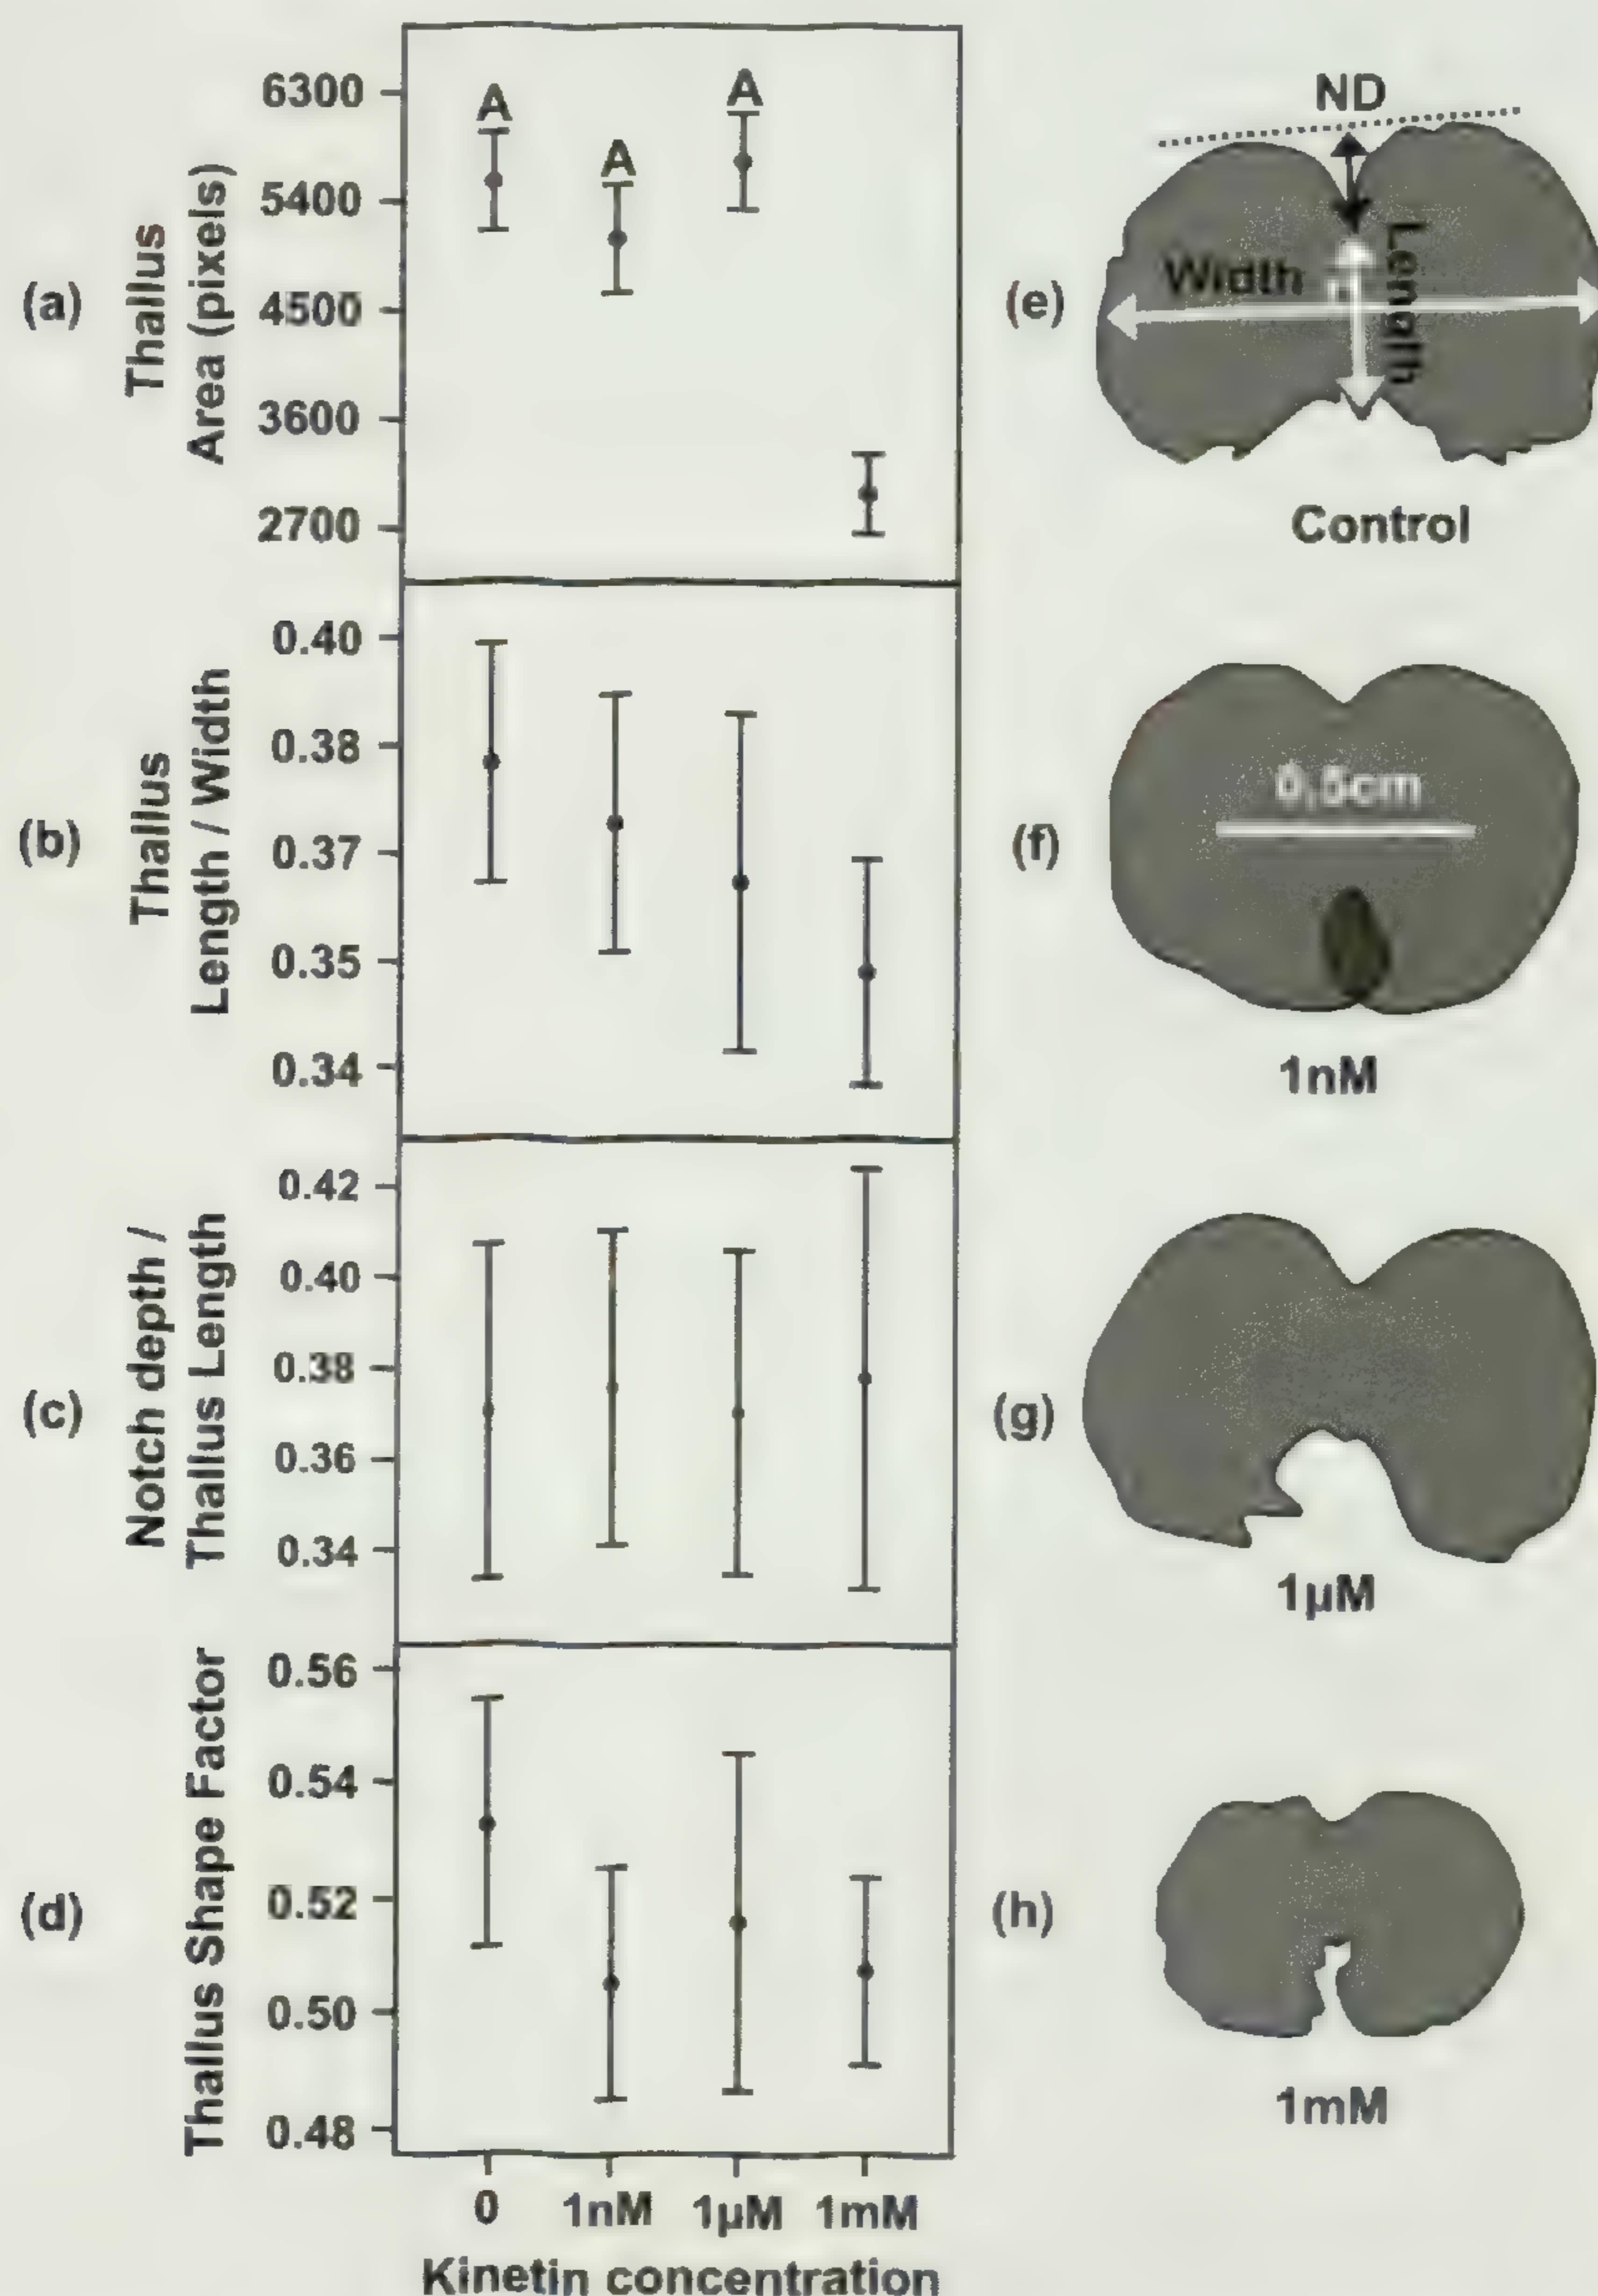 (a)
Thallus
Area (pixels)
6300
5400
4500
3600
2700
A
A
A
(b)
Thallus
Length / Width
0.40
0.38
0.37
0.35
0.34
(c)
Notch depth /
Thallus Length
0.42
0.40
0.38
0.36
0.34
(d)
Thallus Shape Factor
0.56
0.54
0.52
0.50
0.48
0 1nM 1µM 1mM
Kinetin concentration
(e)
ND
Width
Length
Control
(f)
0,5cm
1nM
(g)
1µM
(h)
1mM